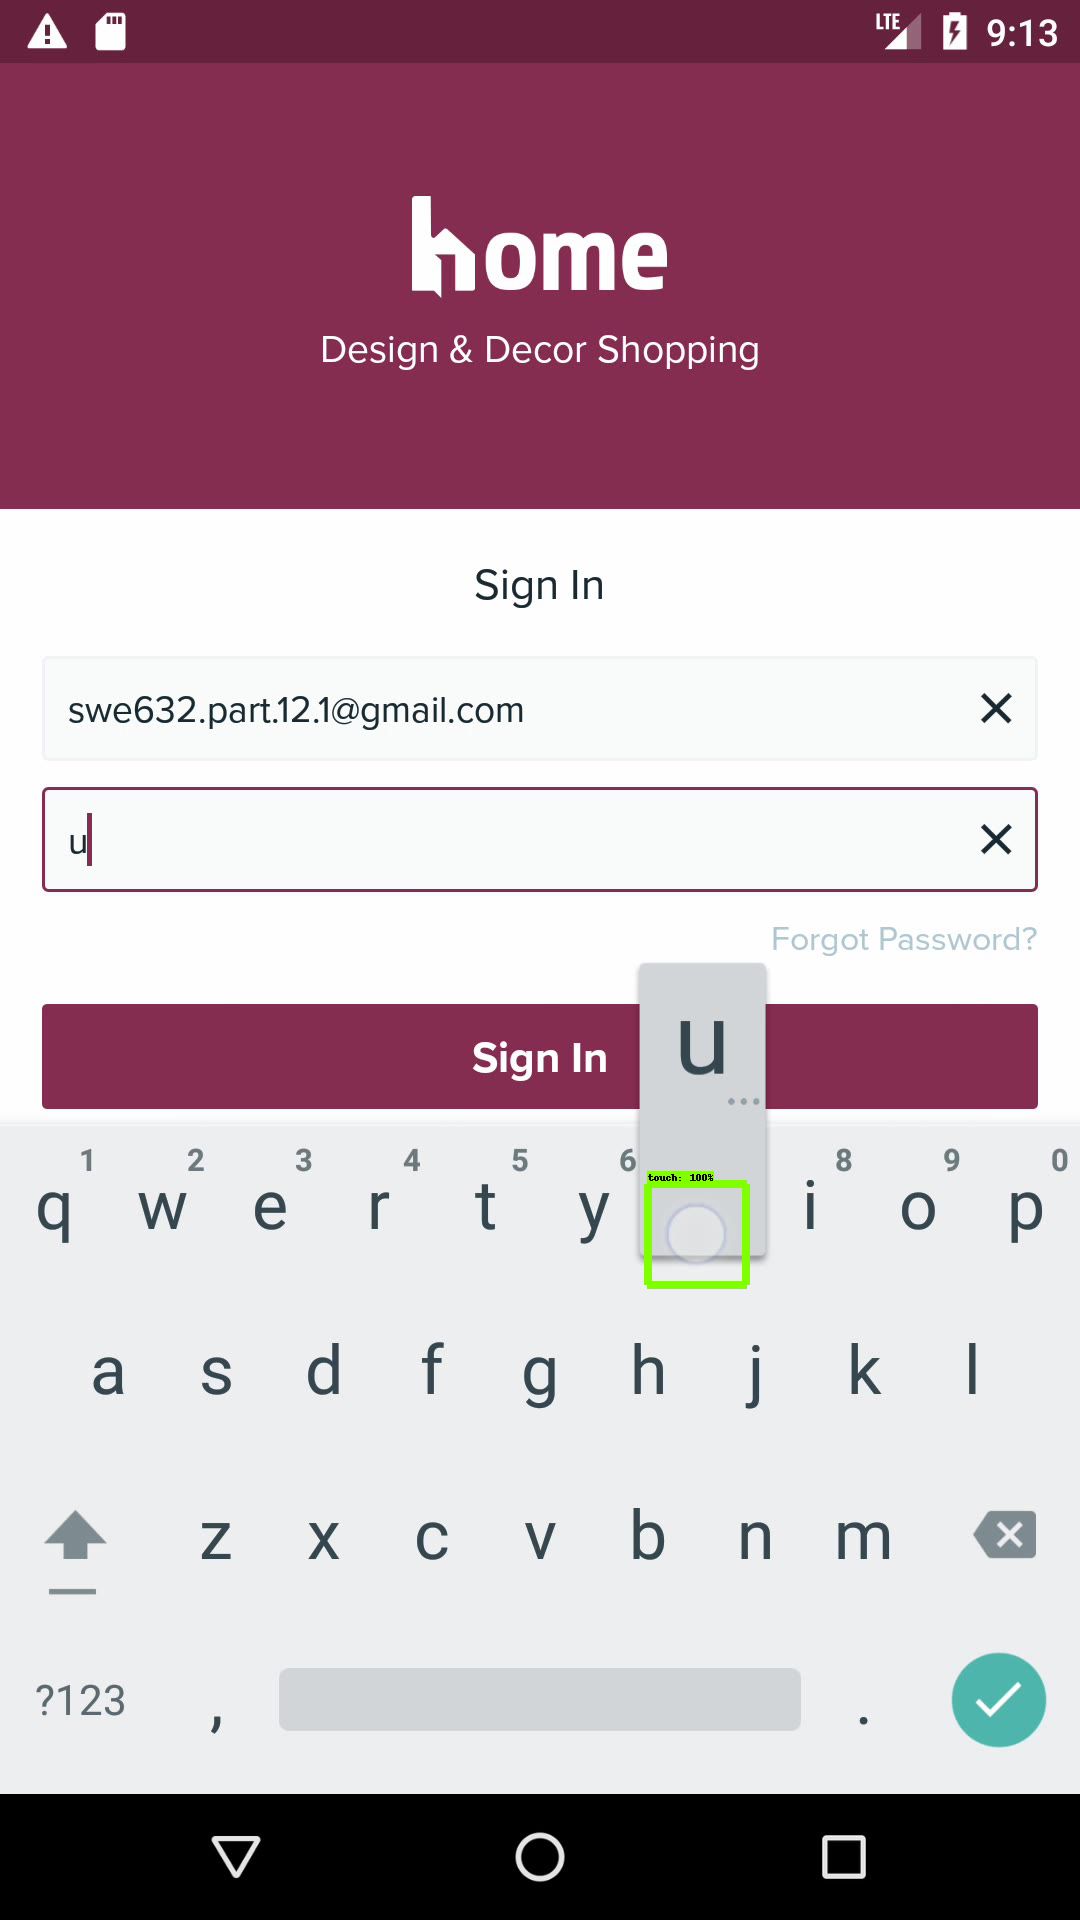 LTE 9:13
home
Design & Decor Shopping
Sign In
swe632.part.12.1@gmail.com
u
Forgot Password?
Sign In
u
...
1 2 3 4 5 6 8 9 0
touch: 100%
q w e r t y i o p
a s d f g h j k l
z x c v b n m
?123 , .